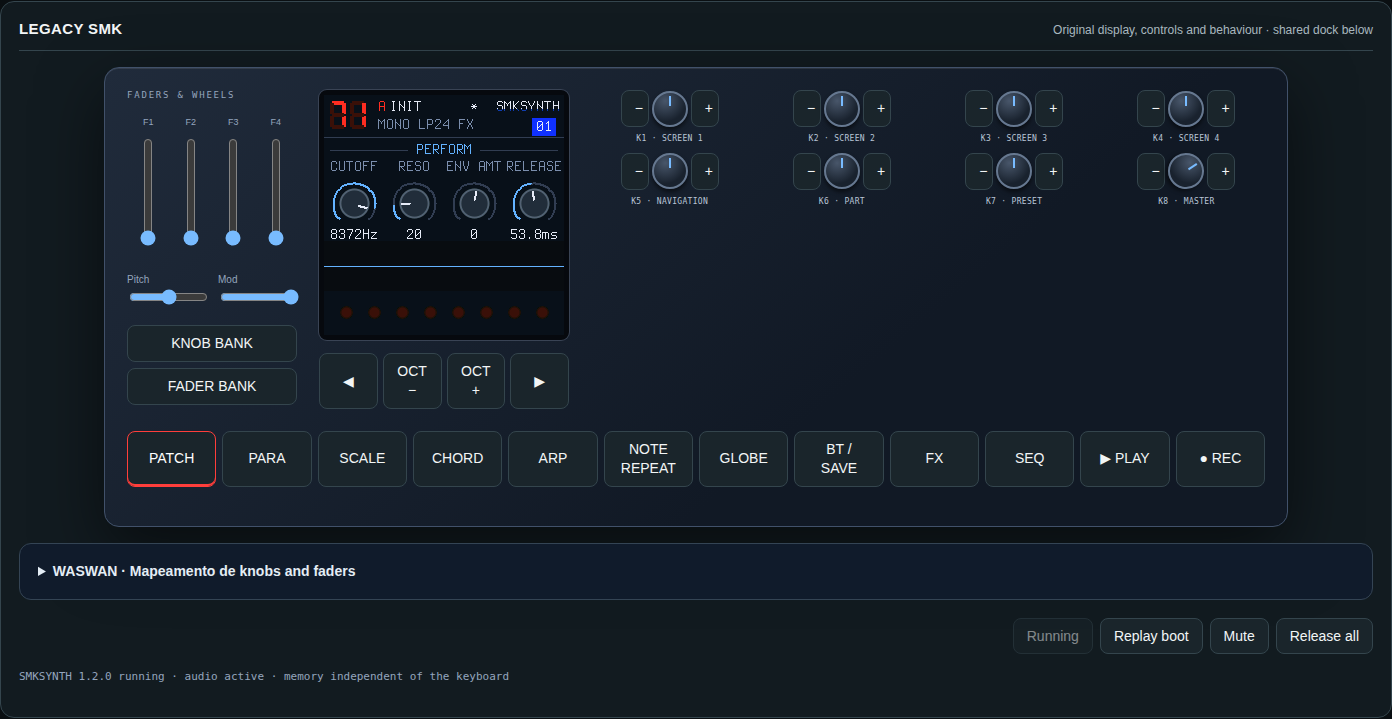 LEGACY SMK
Original display, controls and behaviour · shared dock below
FADERS & WHEELS
F1 F2 F3 F4
Pitch Mod
KNOB BANK
FADER BANK
71 A INIT * SMKSYNTH
MONO LP24 FX 01
PERFORM
CUTOFF RESO ENV AMT RELEASE
8372Hz 20 0 53.8ms
◀ OCT − OCT + ▶
− + − + − + − +
K1 · SCREEN 1 K2 · SCREEN 2 K3 · SCREEN 3 K4 · SCREEN 4
− + − + − + − +
K5 · NAVIGATION K6 · PART K7 · PRESET K8 · MASTER
PATCH PARA SCALE CHORD ARP NOTE REPEAT GLOBE BT / SAVE FX SEQ ▶ PLAY ● REC
▶ WASWAN · Mapeamento de knobs and faders
Running Replay boot Mute Release all
SMKSYNTH 1.2.0 running · audio active · memory independent of the keyboard